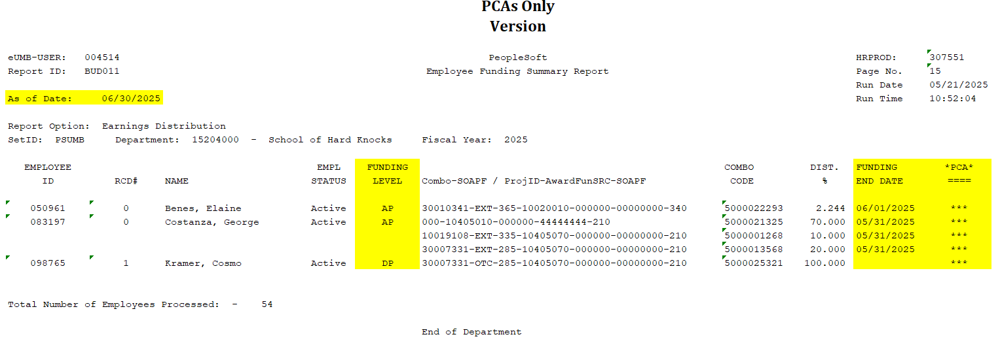 PCAs Only
Version
eUMB-USER: 004514 PeopleSoft HRPROD: 307551
Report ID: BUD011 Employee Funding Summary Report Page No. 15
Run Date 05/21/2025
As of Date: 06/30/2025 Run Time 10:52:04
Report Option: Earnings Distribution
SetID: PSUMB Department: 15204000 - School of Hard Knocks Fiscal Year: 2025
EMPLOYEE EMPL FUNDING COMBO DIST. FUNDING *PCA*
ID RCD# NAME STATUS LEVEL Combo-SOAPF / ProjID-AwardFunSRC-SOAPF CODE % END DATE ====
050961 0 Benes, Elaine Active AP 30010341-EXT-365-10020010-000000-00000000-340 5000022293 2.244 06/01/2025 ***
083197 0 Costanza, George Active AP 000-10405010-000000-44444444-210 5000021325 70.000 05/31/2025 ***
10019108-EXT-335-10405070-000000-00000000-210 5000001268 10.000 05/31/2025 ***
30007331-EXT-285-10405070-000000-00000000-210 5000013568 20.000 05/31/2025 ***
098765 1 Kramer, Cosmo Active DP 30007331-OTC-285-10405070-000000-00000000-210 5000025321 100.000 ***
Total Number of Employees Processed: - 54
End of Department